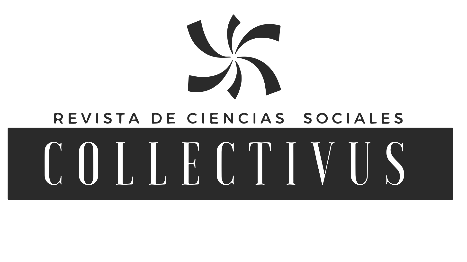 REVISTA DE CIENCIAS SOCIALES
COLLECTIVUS